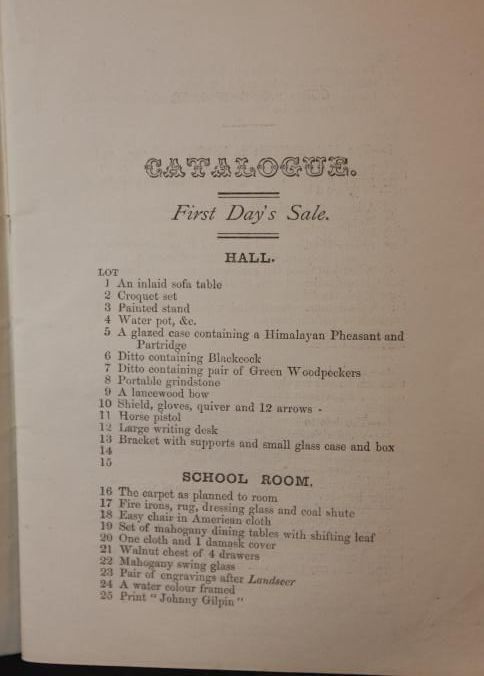 CATALOGUE.
First Day's Sale.
HALL.
LOT
1 An inlaid sofa table
2 Croquet set
3 Painted stand
4 Water pot, &c.
5 A glazed case containing a Himalayan Pheasant and
Partridge
6 Ditto containing Blackcock
7 Ditto containing pair of Green Woodpeckers
8 Portable grindstone
9 A lancewood bow
10 Shield, gloves, quiver and 12 arrows
11 Horse pistol
12 Large writing desk
13 Bracket with supports and small glass case and box
14
15
SCHOOL ROOM.
16 The carpet as planned to room
17 Fire irons, rug, dressing glass and coal shute
18 Easy chair in American cloth
19 Set of mahogany dining tables with shifting leaf
20 One cloth and 1 damask cover
21 Walnut chest of 4 drawers
22 Mahogany swing glass
23 Pair of engravings after Landseer
24 A water colour framed
25 Print "Johnny Gilpin"